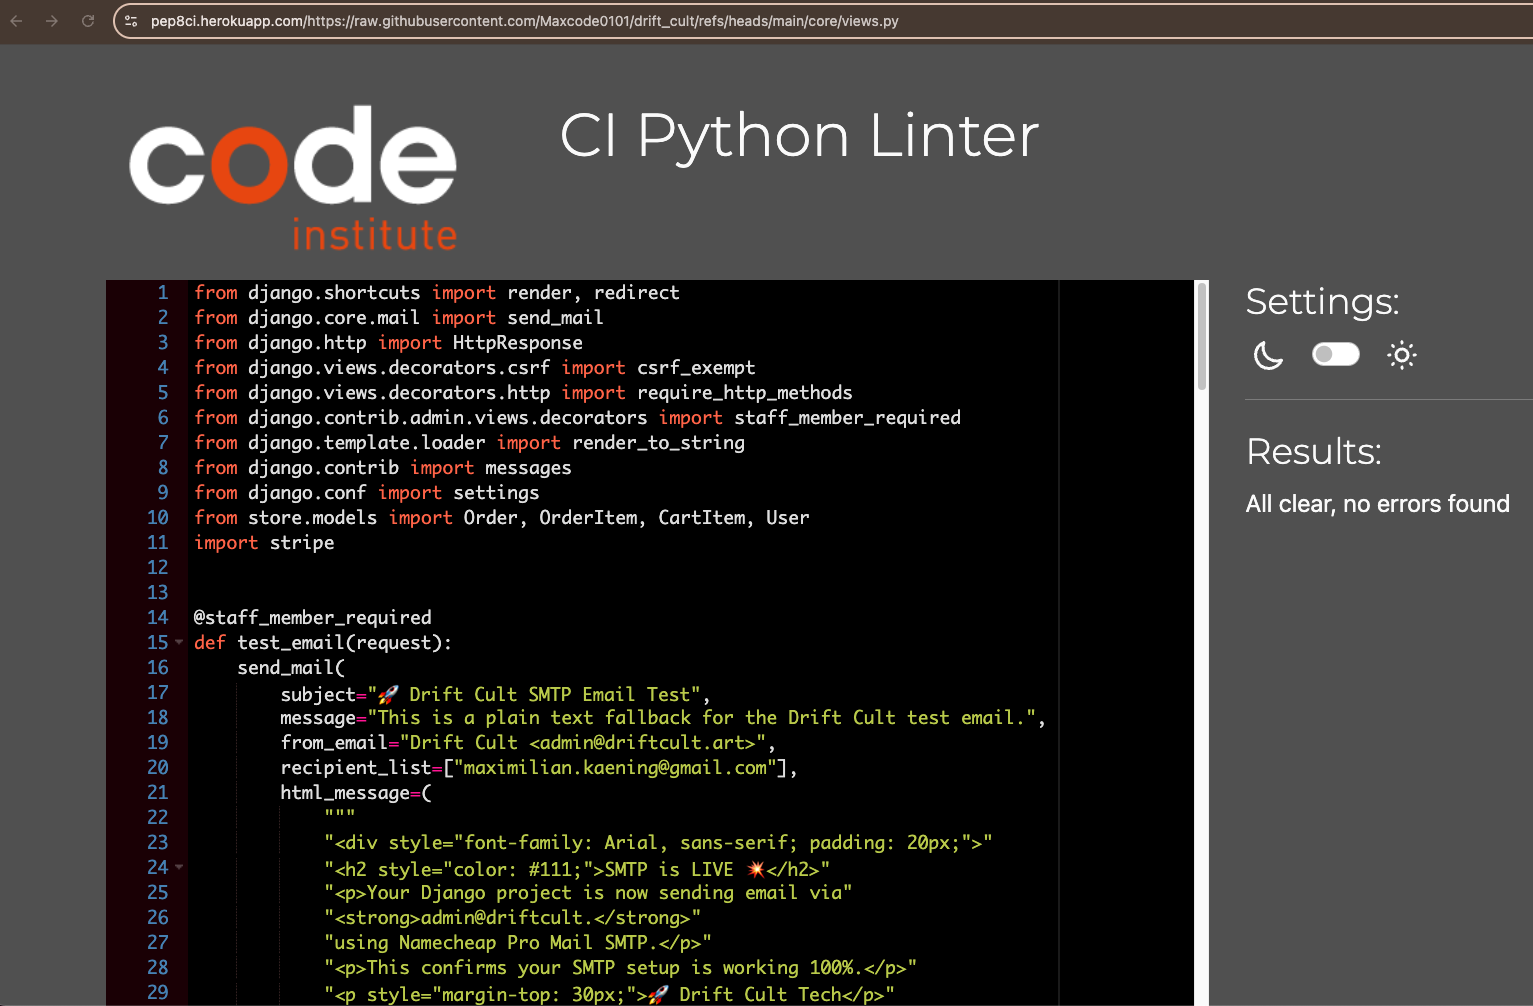 pep8ci.herokuapp.com/https://raw.githubusercontent.com/Maxcode0101/drift_cult/refs/heads/main/core/views.py
code
institute
CI Python Linter
1 from django.shortcuts import render, redirect
2 from django.core.mail import send_mail
3 from django.http import HttpResponse
4 from django.views.decorators.csrf import csrf_exempt
5 from django.views.decorators.http import require_http_methods
6 from django.contrib.admin.views.decorators import staff_member_required
7 from django.template.loader import render_to_string
8 from django.contrib import messages
9 from django.conf import settings
10 from store.models import Order, OrderItem, CartItem, User
11 import stripe
12
13
14 @staff_member_required
15 def test_email(request):
16     send_mail(
17         subject="🚀 Drift Cult SMTP Email Test",
18         message="This is a plain text fallback for the Drift Cult test email.",
19         from_email="Drift Cult <admin@driftcult.art>",
20         recipient_list=["maximilian.kaening@gmail.com"],
21         html_message=(
22             """
23             "<div style="font-family: Arial, sans-serif; padding: 20px;">"
24             "<h2 style="color: #111;">SMTP is LIVE 💥</h2>"
25             "<p>Your Django project is now sending email via"
26             "<strong>admin@driftcult.</strong>"
27             "using Namecheap Pro Mail SMTP.</p>"
28             "<p>This confirms your SMTP setup is working 100%.</p>"
29             "<p style="margin-top: 30px;">🚀 Drift Cult Tech</p>"
Settings:
Results:
All clear, no errors found